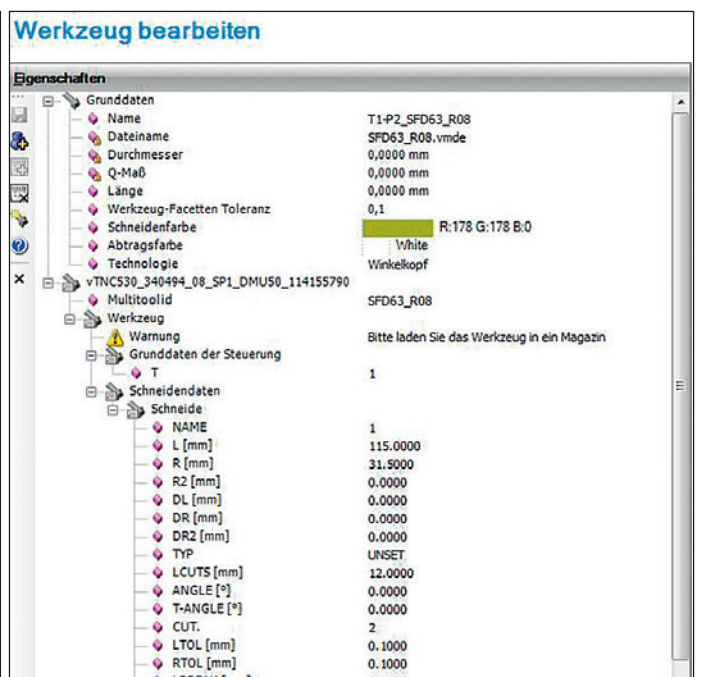 Werkzeug bearbeiten
Eigenschaften
Grunddaten
Name T1-P2_SFD63_R08
Dateiname SFD63_R08.vmde
Durchmesser 0,0000 mm
Q-Maß 0,0000 mm
Länge 0,0000 mm
Werkzeug-Facetten Toleranz 0,1
Schneidenfarbe R:178 G:178 B:0
Abtragsfarbe White
Technologie Winkelkopf
vTNC530_340494_08_SP1_DMU50_114155790
Multitoolid SFD63_R08
Werkzeug
Warnung Bitte laden Sie das Werkzeug in ein Magazin
Grunddaten der Steuerung
T 1
Schneidendaten
Schneide
NAME 1
L [mm] 115.0000
R [mm] 31.5000
R2 [mm] 0.0000
DL [mm] 0.0000
DR [mm] 0.0000
DR2 [mm] 0.0000
TYP UNSET
LCUTS [mm] 12.0000
ANGLE [°] 0.0000
T-ANGLE [°] 0.0000
CUT. 2
LTOL [mm] 0.1000
RTOL [mm] 0.1000